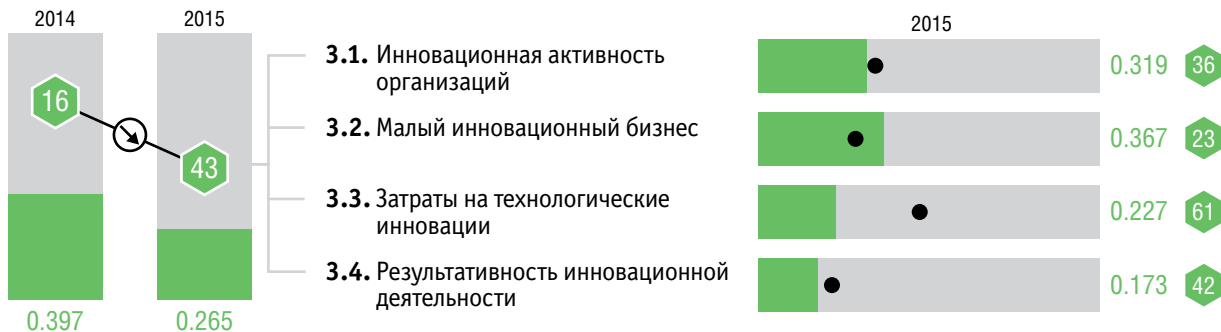 2014
2015
16
43
0.397
0.265
3.1. Инновационная активность
организаций
3.2. Малый инновационный бизнес
3.3. Затраты на технологические
инновации
3.4. Результативность инновационной
деятельности
2015
0.319 36
0.367 23
0.227 61
0.173 42